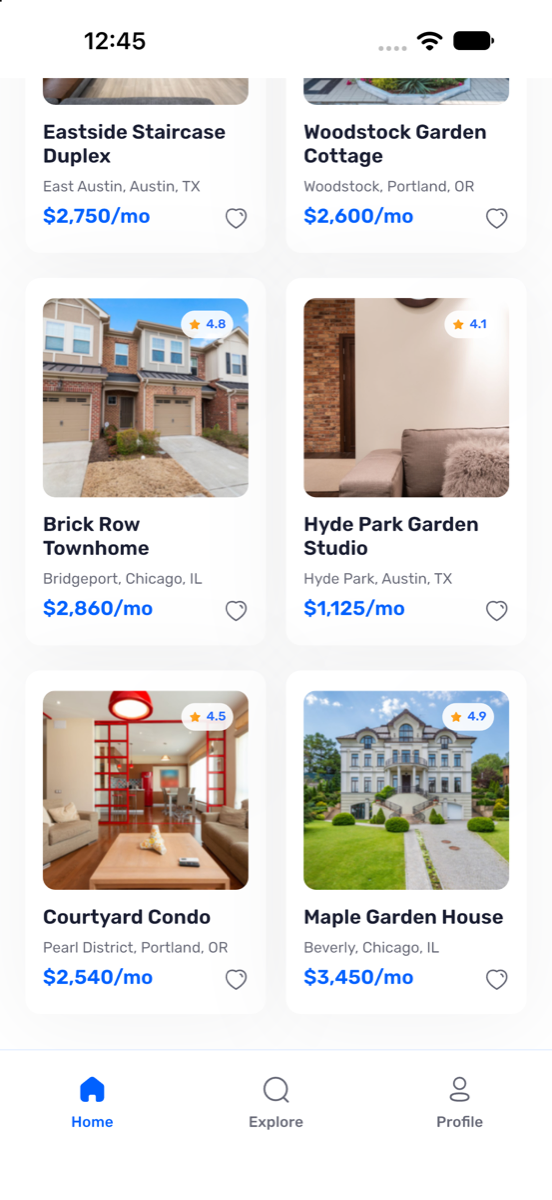 12:45
Eastside Staircase
Duplex
East Austin, Austin, TX
$2,750/mo
Woodstock Garden
Cottage
Woodstock, Portland, OR
$2,600/mo
4.8
Brick Row
Townhome
Bridgeport, Chicago, IL
$2,860/mo
4.1
Hyde Park Garden
Studio
Hyde Park, Austin, TX
$1,125/mo
4.5
Courtyard Condo
Pearl District, Portland, OR
$2,540/mo
4.9
Maple Garden House
Beverly, Chicago, IL
$3,450/mo
Home
Explore
Profile